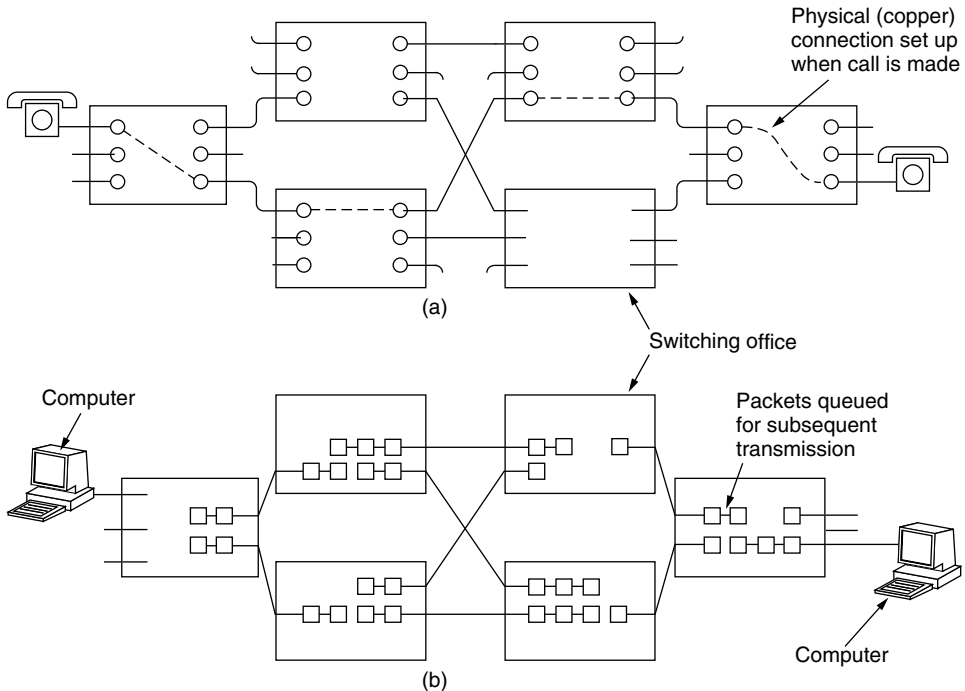 Physical (copper)
connection set up
when call is made
(a)
Switching office
Computer
Packets queued
for subsequent
transmission
Computer
(b)